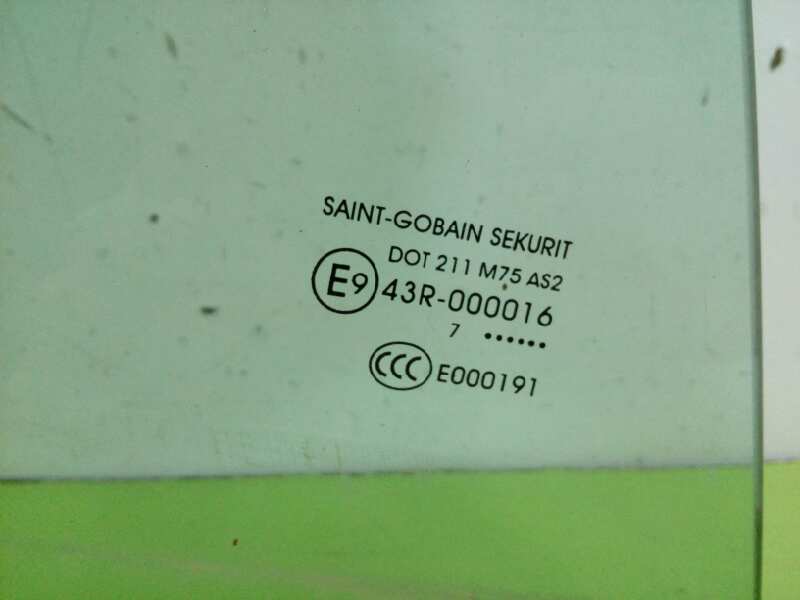 SAINT-GOBAIN SEKURIT
DOT 211 M75 AS2
E9 43R-000016
7 ••••••
CCC E000191